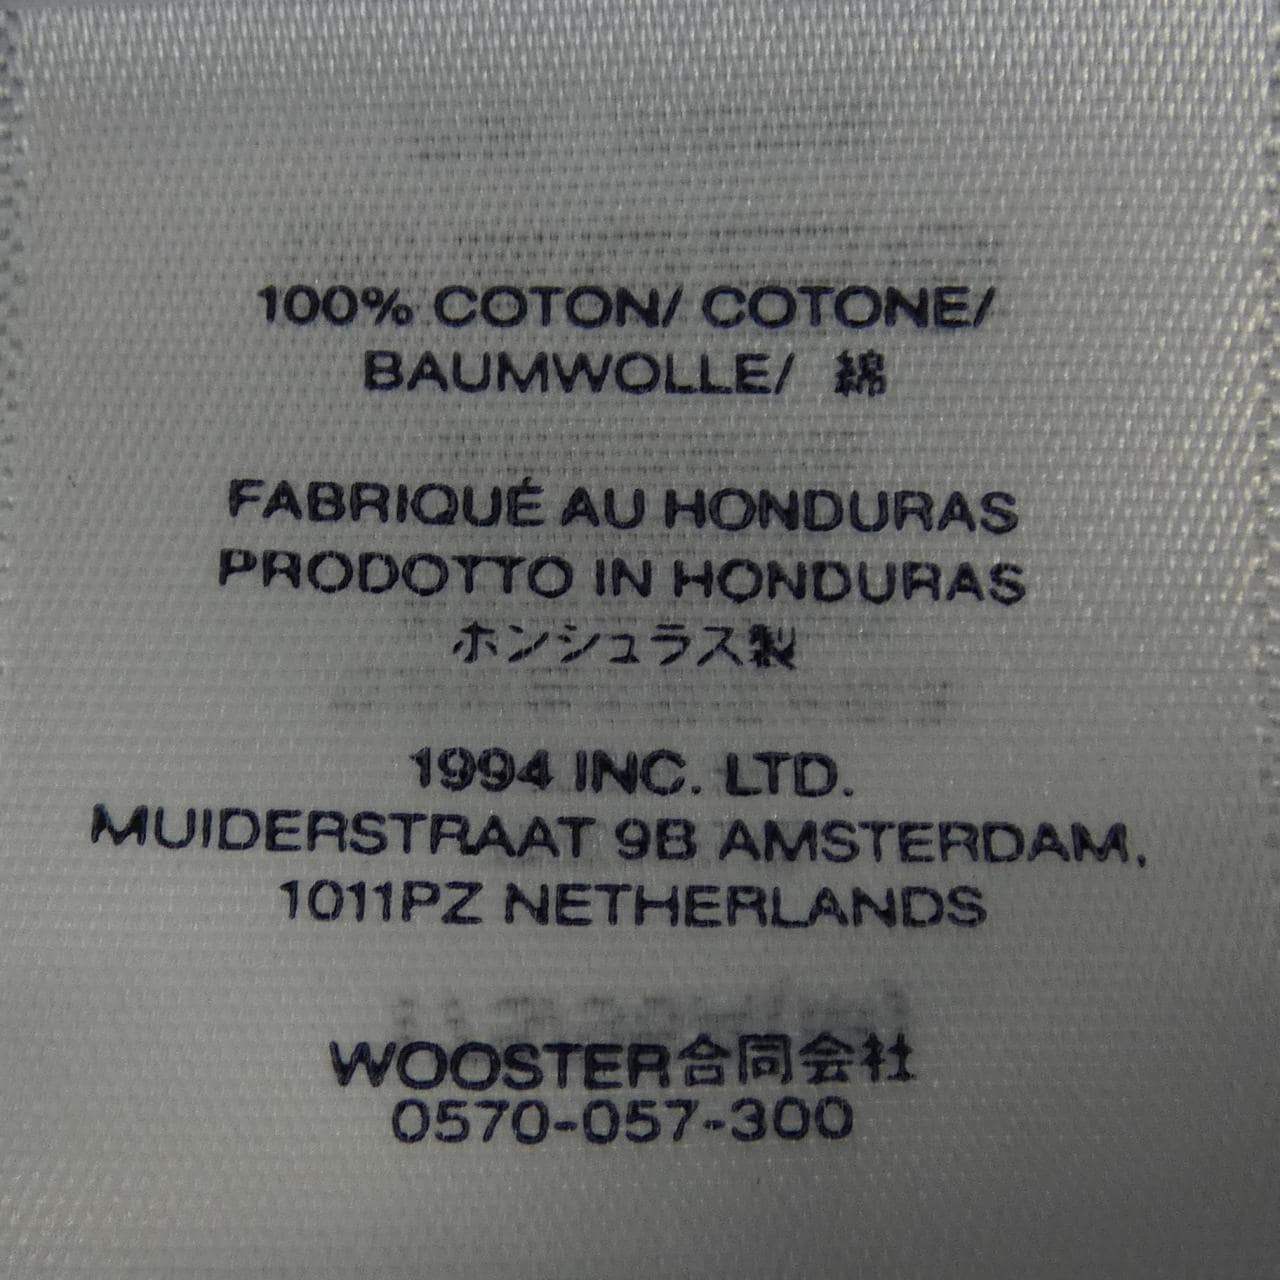 100% COTON/ COTONE/
BAUMWOLLE/ 綿
FABRIQUÉ AU HONDURAS
PRODOTTO IN HONDURAS
ホンジュラス製
1994 INC. LTD.
MUIDERSTRAAT 9B AMSTERDAM,
1011PZ NETHERLANDS
WOOSTER合同会社
0570-057-300